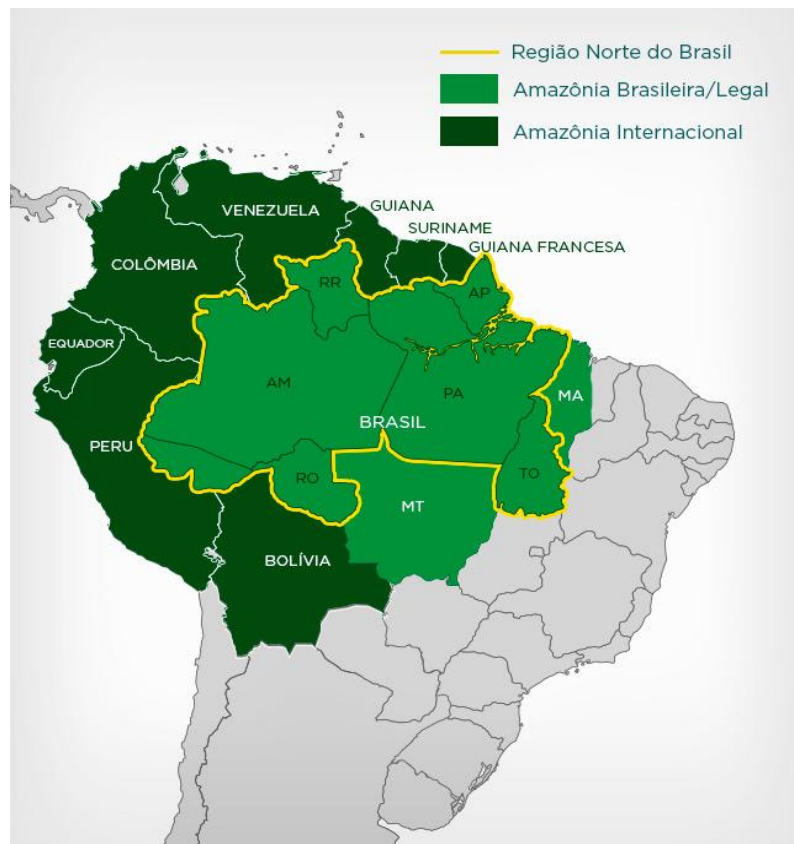 Região Norte do Brasil
Amazônia Brasileira/Legal
Amazônia Internacional
VENEZUELA
GUIANA
SURINAME
GUIANA FRANCESA
COLÔMBIA
RR
AP
EQUADOR
AM
PA
MA
BRASIL
PERU
RO
TO
MT
BOLÍVIA